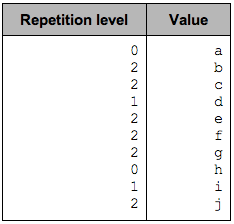 Repetition level Value
0 a
2 b
2 c
1 d
2 e
2 f
2 g
0 h
1 i
2 j